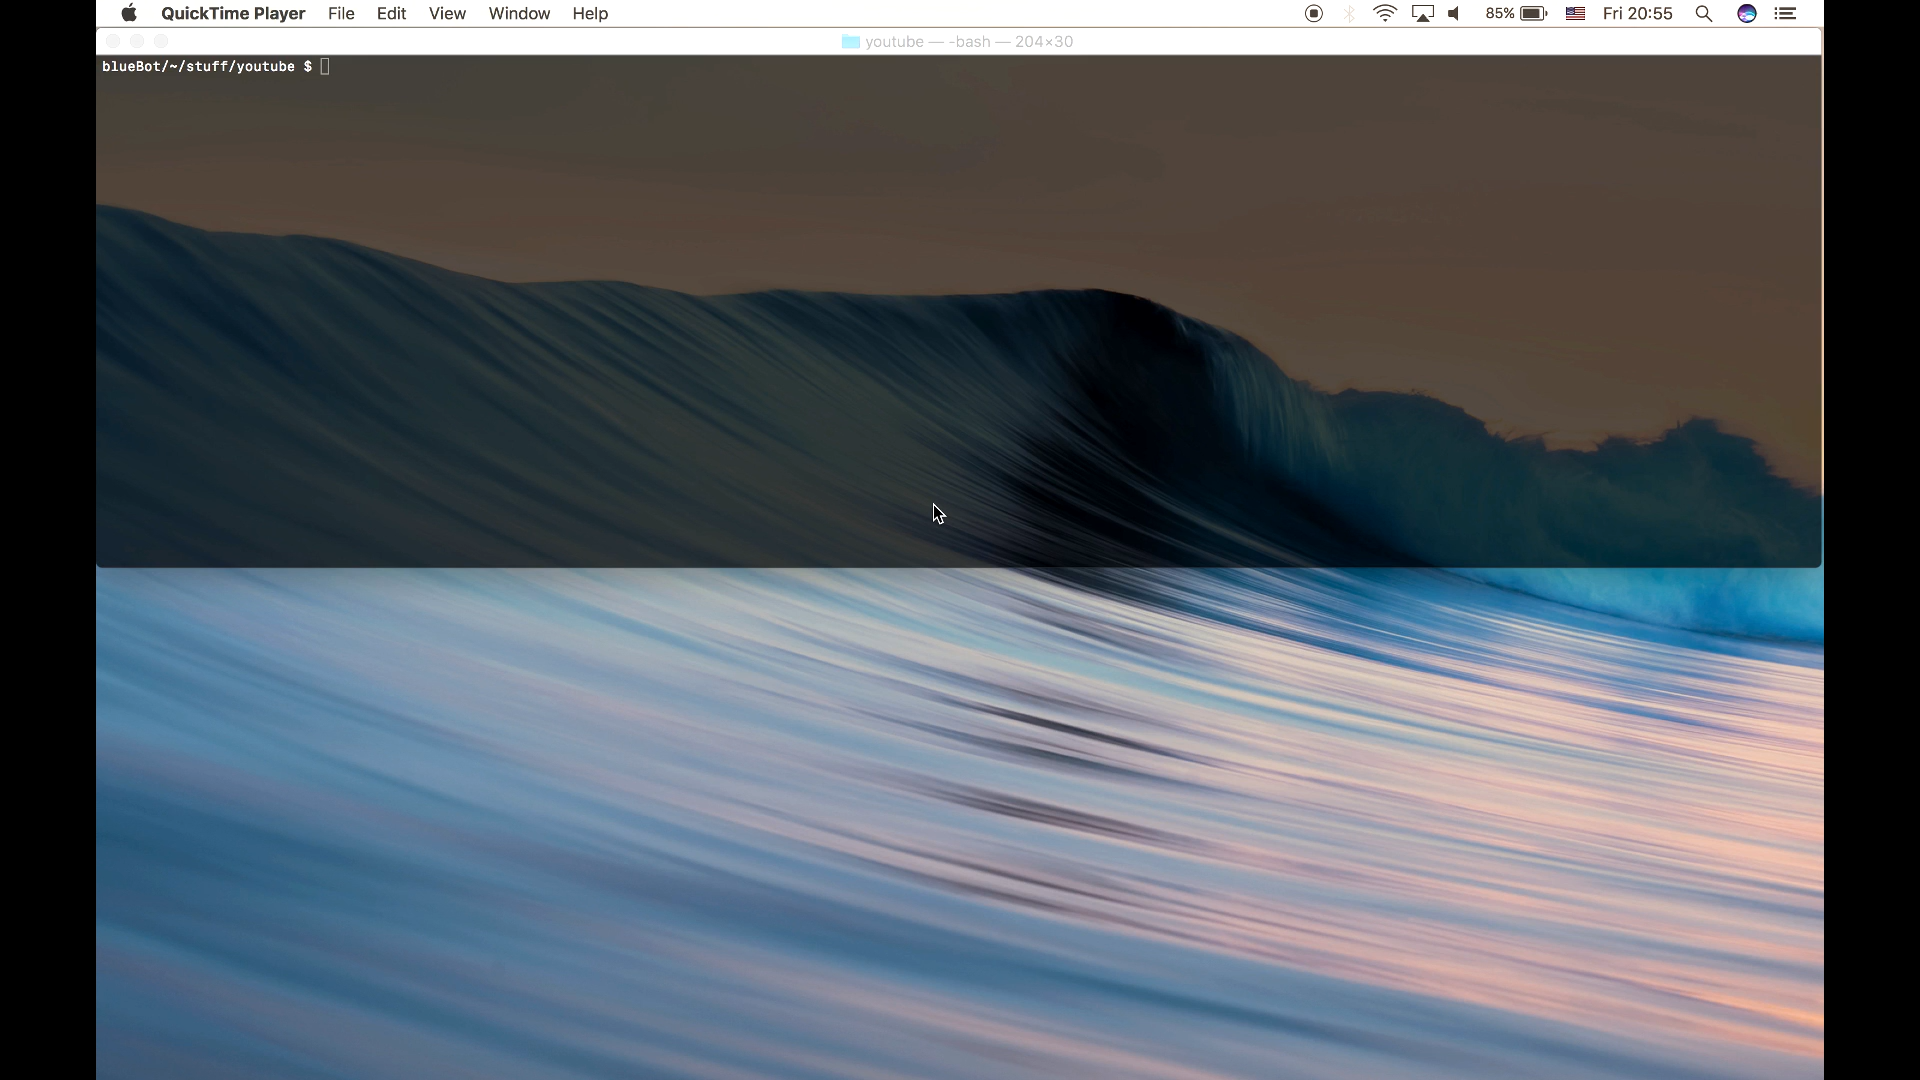 QuickTime Player File Edit View Window Help 85% Fri 20:55
youtube — -bash — 204×30
blueBot/~/stuff/youtube $